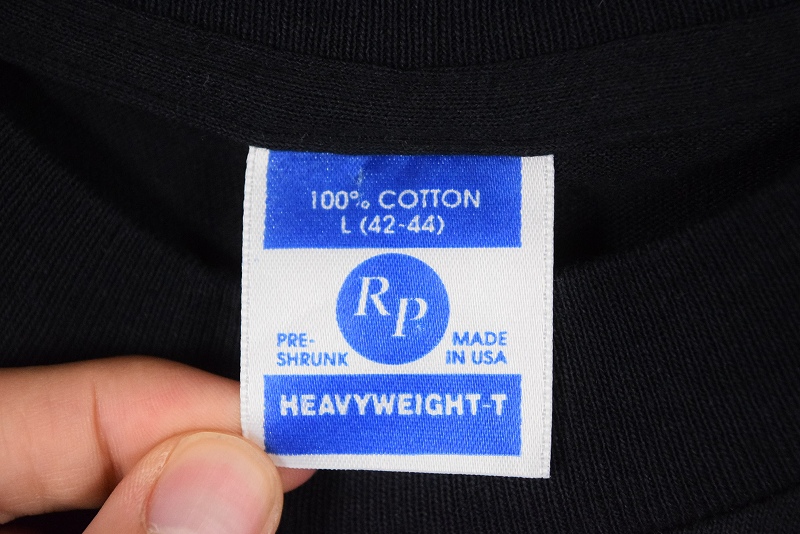 100% COTTON
L (42-44)
RP
PRE-
SHRUNK
MADE
IN USA
HEAVYWEIGHT-T